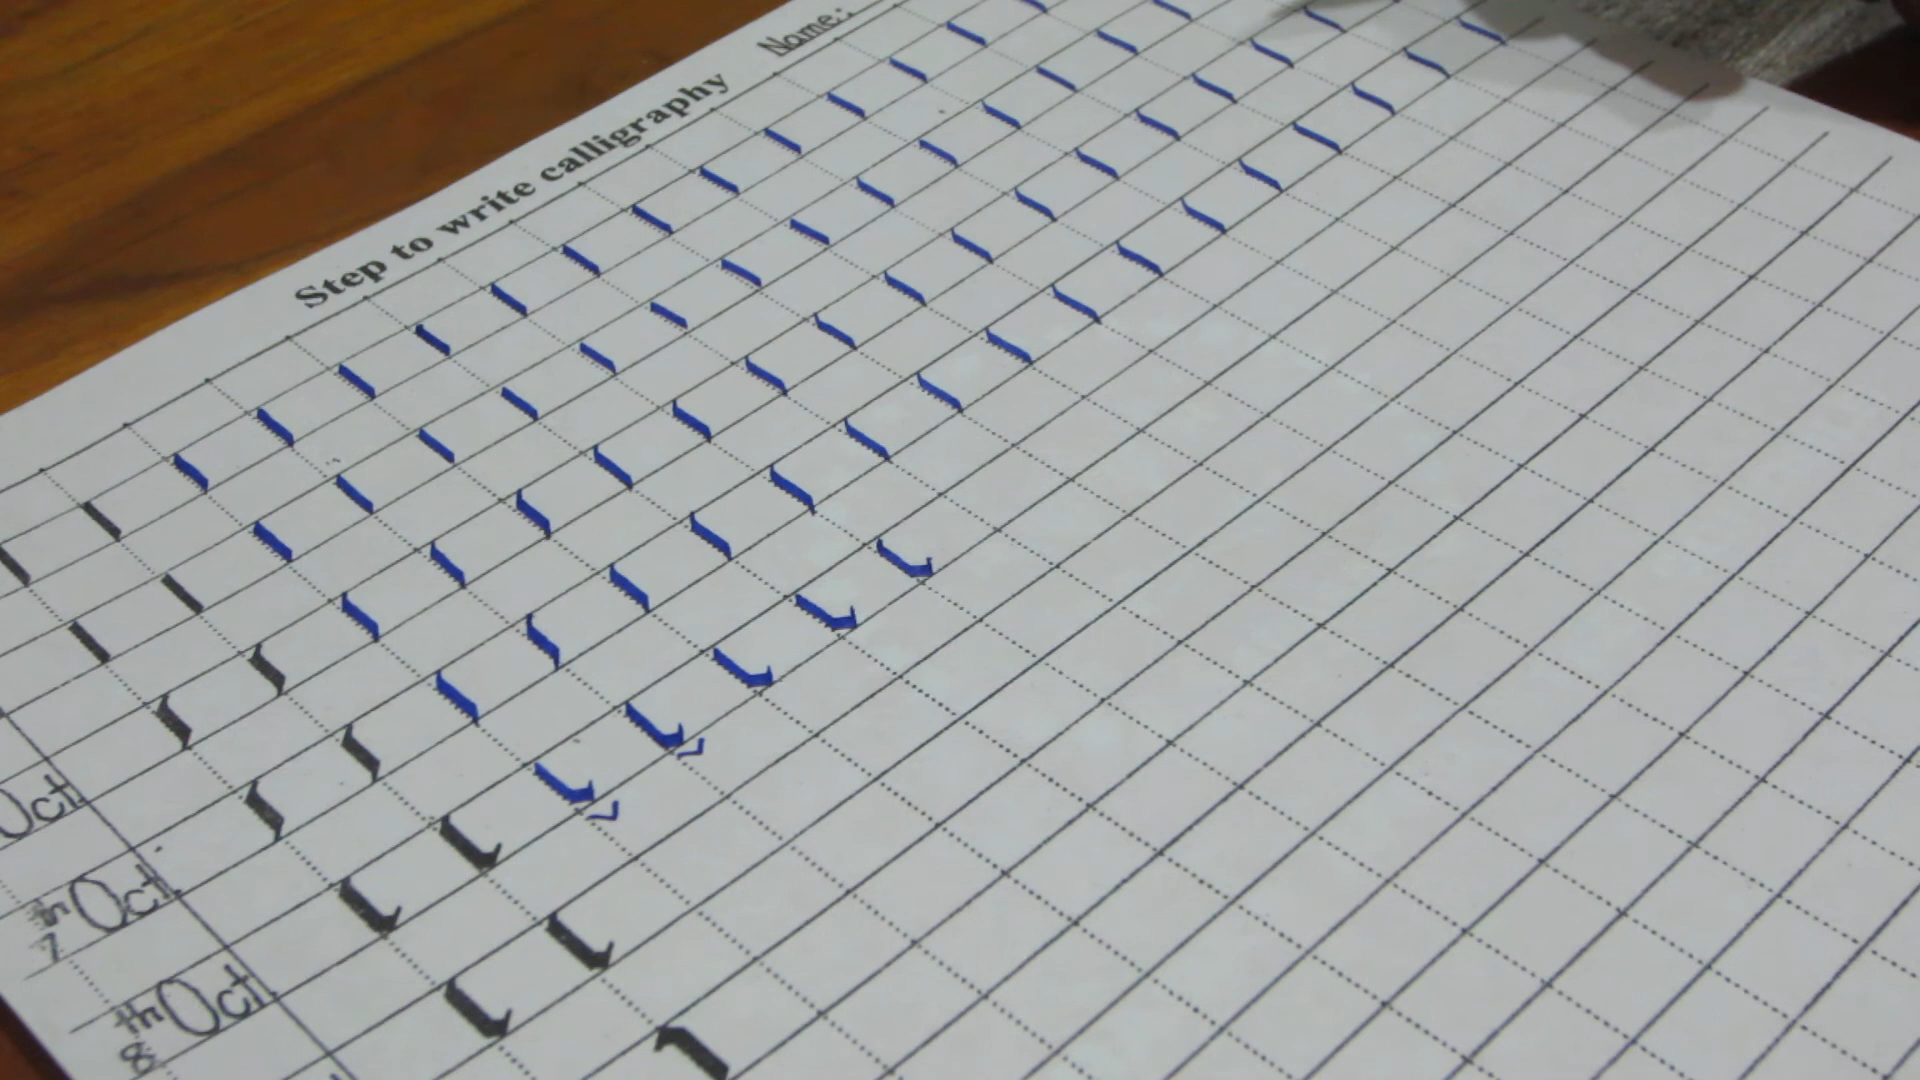 Step to write calligraphy
Name:
Oct.
7th Oct.
8th Oct.